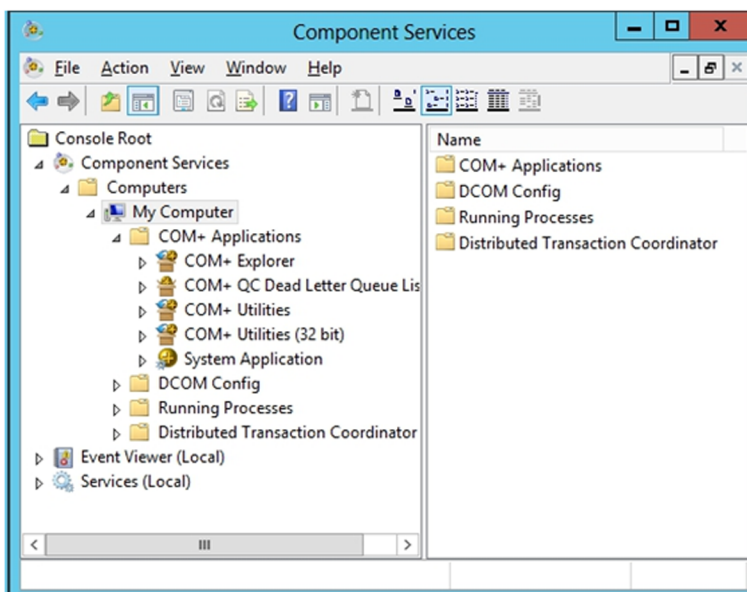 Component Services
File Action View Window Help
Console Root
Component Services
Computers
My Computer
COM+ Applications
COM+ Explorer
COM+ QC Dead Letter Queue Lis
COM+ Utilities
COM+ Utilities (32 bit)
System Application
DCOM Config
Running Processes
Distributed Transaction Coordinator
Event Viewer (Local)
Services (Local)
Name
COM+ Applications
DCOM Config
Running Processes
Distributed Transaction Coordinator